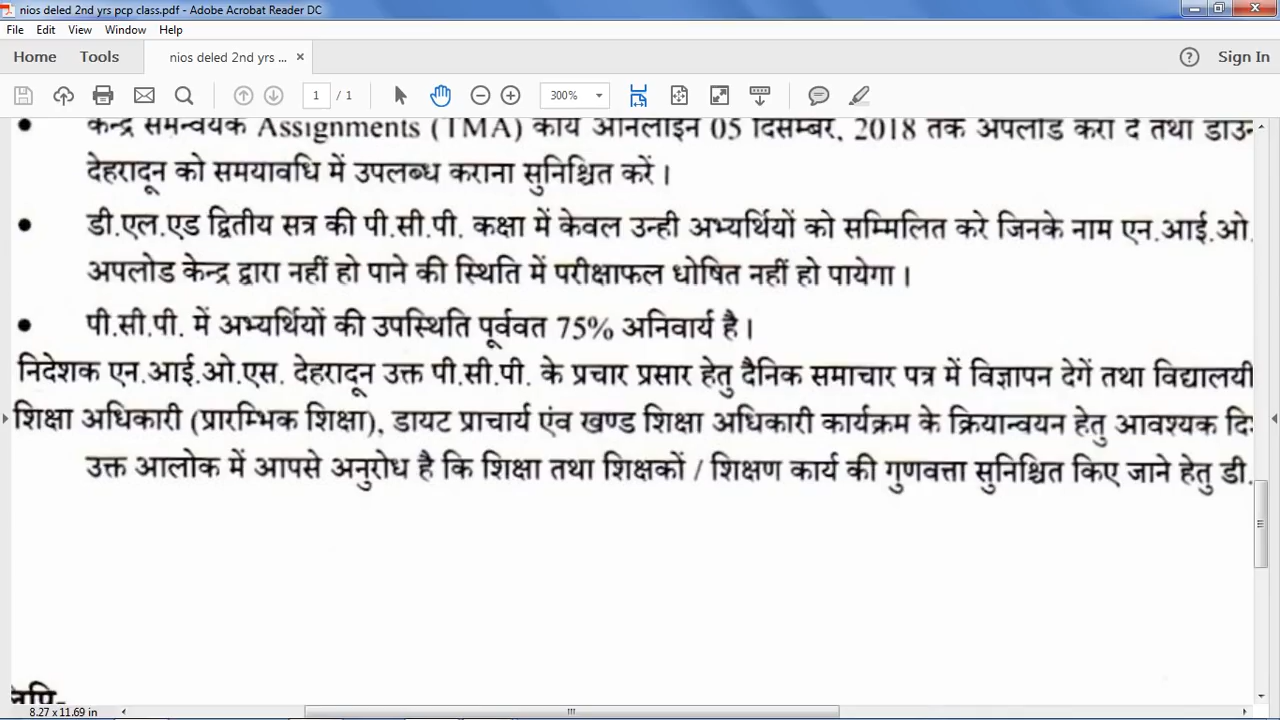 nios deled 2nd yrs pcp class.pdf - Adobe Acrobat Reader DC
File Edit View Window Help
Home Tools nios deled 2nd yrs ... × Sign In
1 / 1 300%
केन्द्र समन्वयक Assignments (TMA) कार्य ऑनलाइन 05 दिसम्बर, 2018 तक अपलोड करा दे तथा
देहरादून को समयावधि में उपलब्ध कराना सुनिश्चित करें।
• डी.एल.एड द्वितीय सत्र की पी.सी.पी. कक्षा में केवल उन्ही अभ्यर्थियों को सम्मिलित करे जिनके नाम एन.आई.ओ.
अपलोड केन्द्र द्वारा नहीं हो पाने की स्थिति में परीक्षाफल धोषित नहीं हो पायेगा।
• पी.सी.पी. में अभ्यर्थियों की उपस्थिति पूर्ववत 75% अनिवार्य है।
निदेशक एन.आई.ओ.एस. देहरादून उक्त पी.सी.पी. के प्रचार प्रसार हेतु दैनिक समाचार पत्र में विज्ञापन देगें तथा विद्यालयी
शिक्षा अधिकारी (प्रारम्भिक शिक्षा), डायट प्राचार्य एंव खण्ड शिक्षा अधिकारी कार्यक्रम के क्रियान्वयन हेतु आवश्यक
उक्त आलोक में आपसे अनुरोध है कि शिक्षा तथा शिक्षकों / शिक्षण कार्य की गुणवत्ता सुनिश्चित किए जाने हेतु डी.
8.27 x 11.69 in